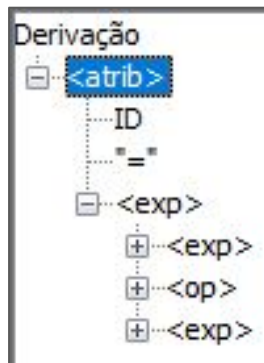 Derivação
<atrib>
ID
"="
<exp>
<exp>
<op>
<exp>